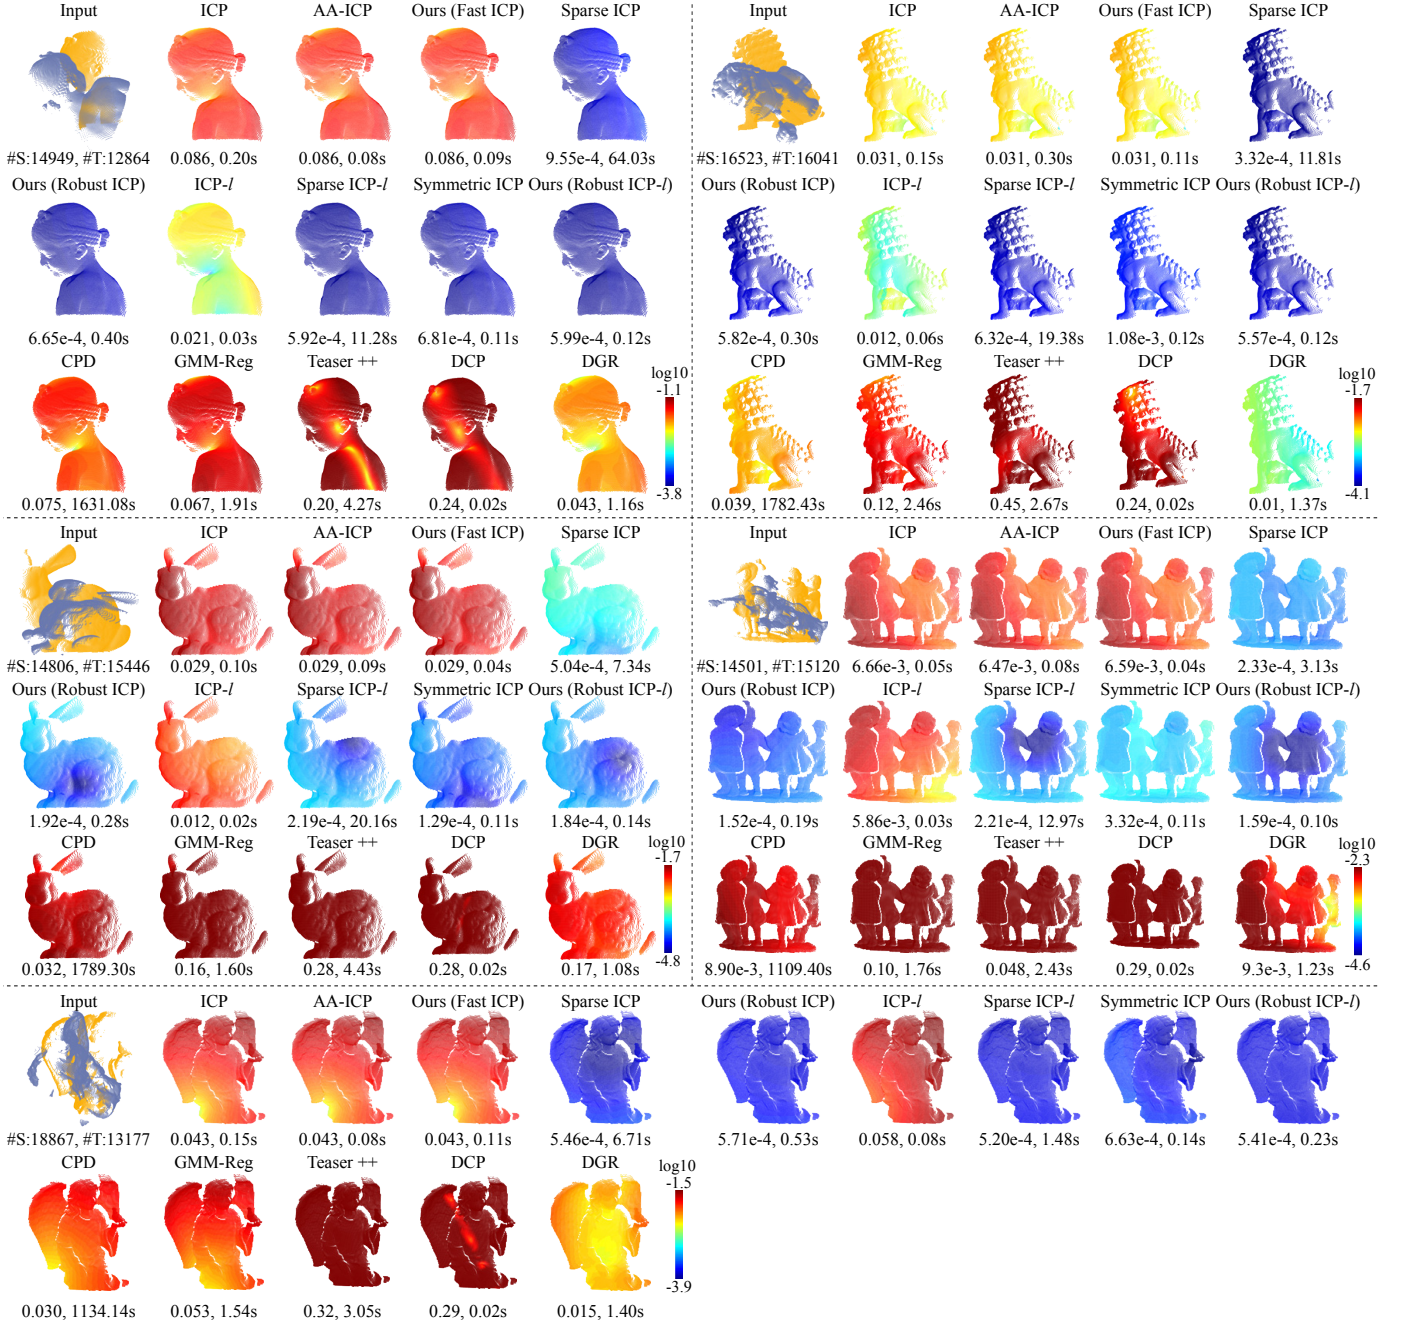 Input ICP AA-ICP Ours (Fast ICP) Sparse ICP
#S:14949, #T:12864 0.086, 0.20s 0.086, 0.08s 0.086, 0.09s 9.55e-4, 64.03s
Ours (Robust ICP) ICP-l Sparse ICP-l Symmetric ICP Ours (Robust ICP-l)
6.65e-4, 0.40s 0.021, 0.03s 5.92e-4, 11.28s 6.81e-4, 0.11s 5.99e-4, 0.12s
CPD GMM-Reg Teaser ++ DCP DGR log10
-1.1
-3.8
0.075, 1631.08s 0.067, 1.91s 0.20, 4.27s 0.24, 0.02s 0.043, 1.16s
Input ICP AA-ICP Ours (Fast ICP) Sparse ICP
#S:16523, #T:16041 0.031, 0.15s 0.031, 0.30s 0.031, 0.11s 3.32e-4, 11.81s
Ours (Robust ICP) ICP-l Sparse ICP-l Symmetric ICP Ours (Robust ICP-l)
5.82e-4, 0.30s 0.012, 0.06s 6.32e-4, 19.38s 1.08e-3, 0.12s 5.57e-4, 0.12s
CPD GMM-Reg Teaser ++ DCP DGR log10
-1.7
-4.1
0.039, 1782.43s 0.12, 2.46s 0.45, 2.67s 0.24, 0.02s 0.01, 1.37s
Input ICP AA-ICP Ours (Fast ICP) Sparse ICP
#S:14806, #T:15446 0.029, 0.10s 0.029, 0.09s 0.029, 0.04s 5.04e-4, 7.34s
Ours (Robust ICP) ICP-l Sparse ICP-l Symmetric ICP Ours (Robust ICP-l)
1.92e-4, 0.28s 0.012, 0.02s 2.19e-4, 20.16s 1.29e-4, 0.11s 1.84e-4, 0.14s
CPD GMM-Reg Teaser ++ DCP DGR log10
-1.7
-4.8
0.032, 1789.30s 0.16, 1.60s 0.28, 4.43s 0.28, 0.02s 0.17, 1.08s
Input ICP AA-ICP Ours (Fast ICP) Sparse ICP
#S:14501, #T:15120 6.66e-3, 0.05s 6.47e-3, 0.08s 6.59e-3, 0.04s 2.33e-4, 3.13s
Ours (Robust ICP) ICP-l Sparse ICP-l Symmetric ICP Ours (Robust ICP-l)
1.52e-4, 0.19s 5.86e-3, 0.03s 2.21e-4, 12.97s 3.32e-4, 0.11s 1.59e-4, 0.10s
CPD GMM-Reg Teaser ++ DCP DGR log10
-2.3
-4.6
8.90e-3, 1109.40s 0.10, 1.76s 0.048, 2.43s 0.29, 0.02s 9.3e-3, 1.23s
Input ICP AA-ICP Ours (Fast ICP) Sparse ICP Ours (Robust ICP) ICP-l Sparse ICP-l Symmetric ICP Ours (Robust ICP-l)
#S:18867, #T:13177 0.043, 0.15s 0.043, 0.08s 0.043, 0.11s 5.46e-4, 6.71s 5.71e-4, 0.53s 0.058, 0.08s 5.20e-4, 1.48s 6.63e-4, 0.14s 5.41e-4, 0.23s
CPD GMM-Reg Teaser ++ DCP DGR log10
-1.5
-3.9
0.030, 1134.14s 0.053, 1.54s 0.32, 3.05s 0.29, 0.02s 0.015, 1.40s